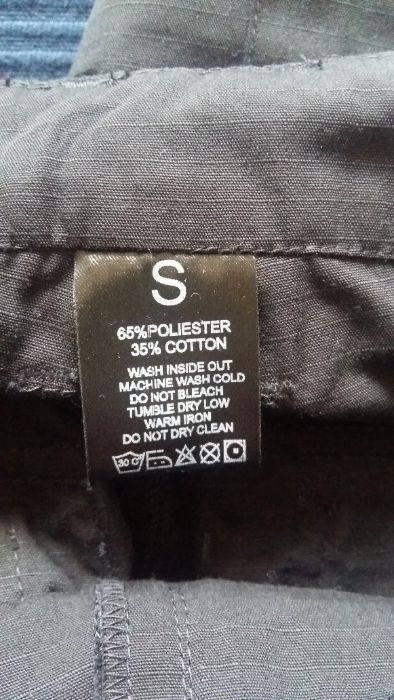 S
65%POLIESTER
35% COTTON
WASH INSIDE OUT
MACHINE WASH COLD
DO NOT BLEACH
TUMBLE DRY LOW
WARM IRON
DO NOT DRY CLEAN
30 C°